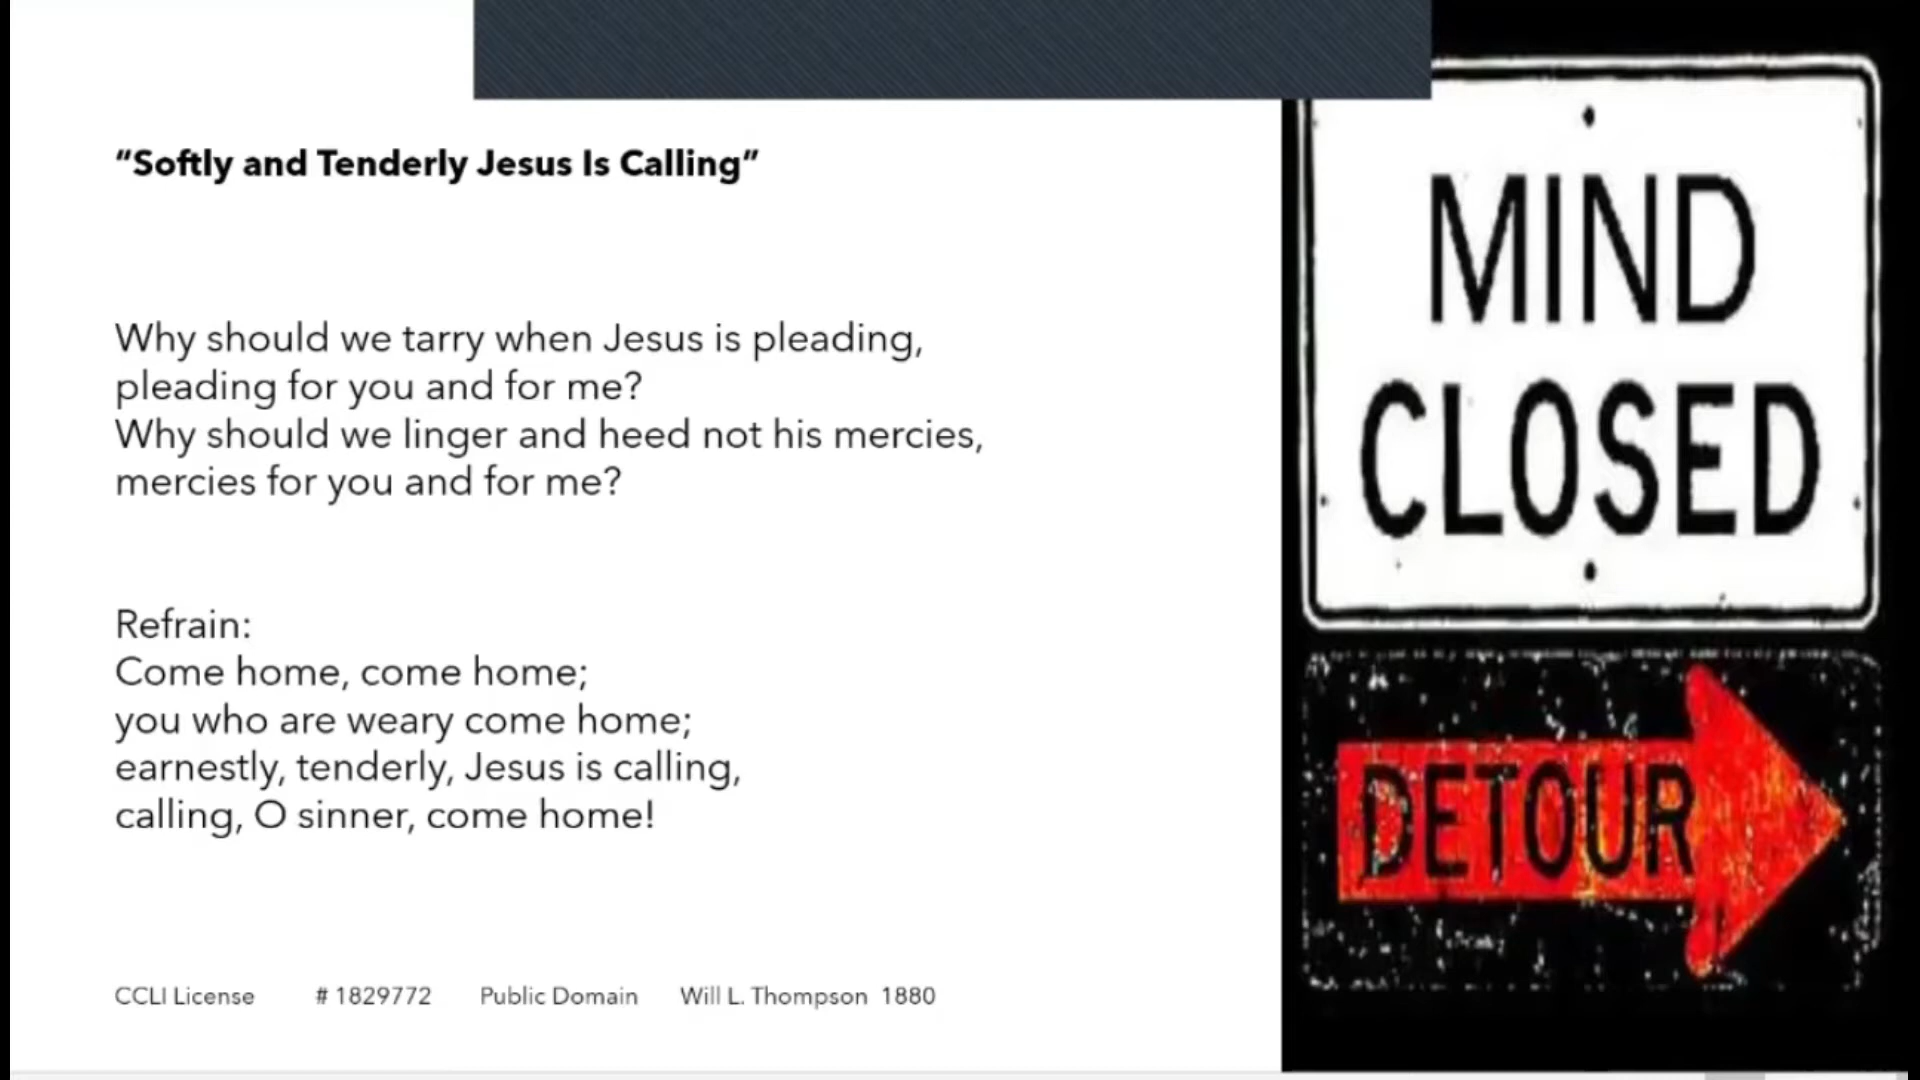 "Softly and Tenderly Jesus Is Calling"
Why should we tarry when Jesus is pleading,
pleading for you and for me?
Why should we linger and heed not his mercies,
mercies for you and for me?
Refrain:
Come home, come home;
you who are weary come home;
earnestly, tenderly, Jesus is calling,
calling, O sinner, come home!
CCLI License # 1829772 Public Domain Will L. Thompson 1880
MIND
CLOSED
DETOUR